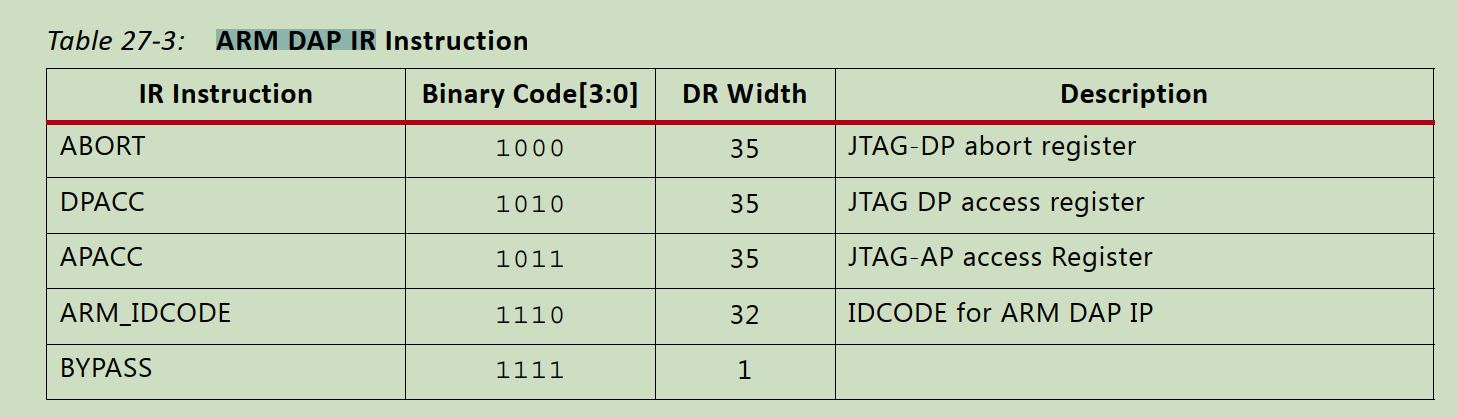 Table 27-3: ARM DAP IR Instruction
IR Instruction Binary Code[3:0] DR Width Description
ABORT 1000 35 JTAG-DP abort register
DPACC 1010 35 JTAG DP access register
APACC 1011 35 JTAG-AP access Register
ARM_IDCODE 1110 32 IDCODE for ARM DAP IP
BYPASS 1111 1